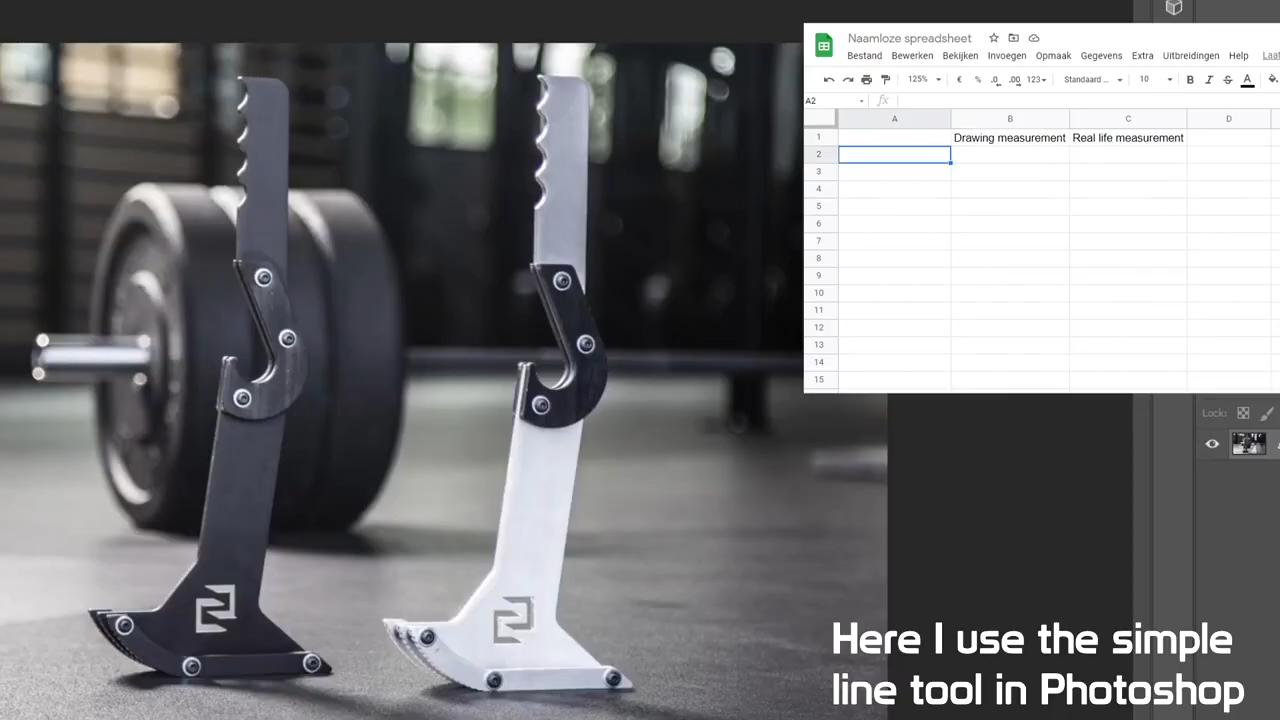 Naamloze spreadsheet
Bestand Bewerken Bekijken Invoegen Opmaak Gegevens Extra Uitbreidingen Help Laat
125% € % .0 .00 123 Standaard ... 10 B I S A
A2 fx
A B C D
1 Drawing measurement Real life measurement
2
3
4
5
6
7
8
9
10
11
12
13
14
15
Lock:
Here I use the simple
line tool in Photoshop